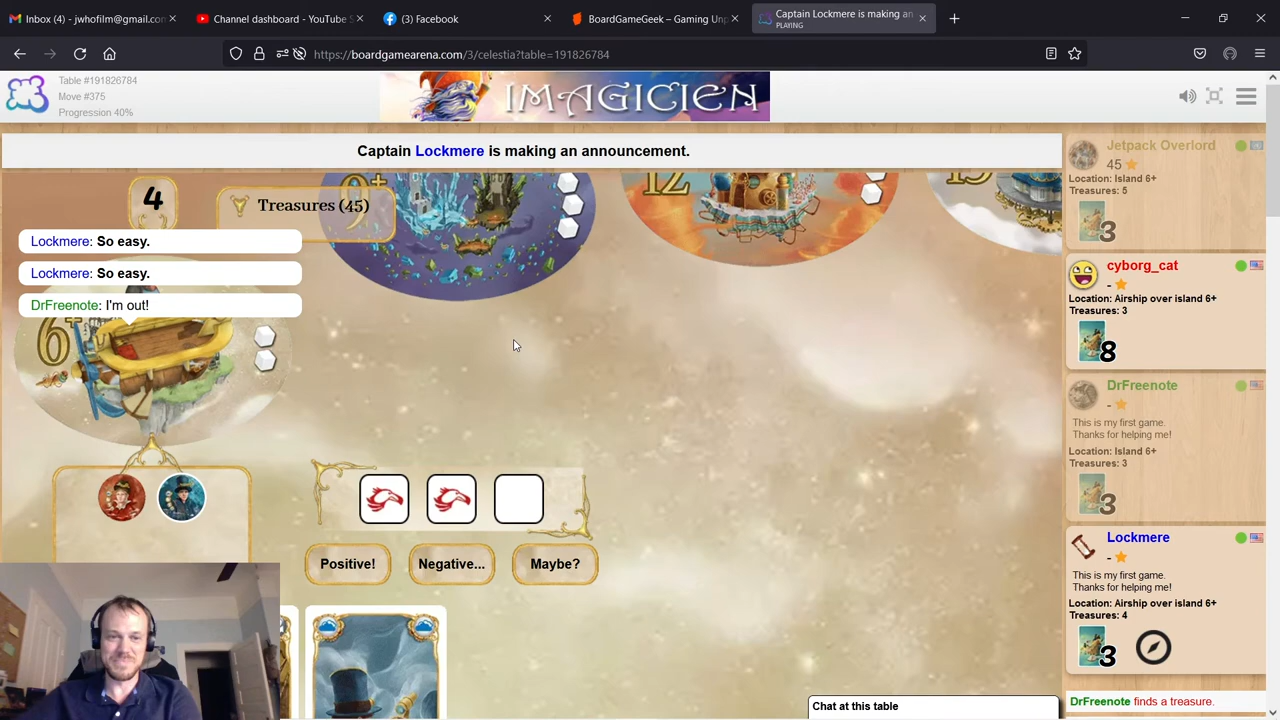 Inbox (4) - jwhofilm@gmail.com
Channel dashboard - YouTube S
(3) Facebook
BoardGameGeek – Gaming Unp
Captain Lockmere is making an
PLAYING
https://boardgamearena.com/3/celestia?table=191826784
Table #191826784
Move #375
Progression 40%
IMAGICIEN
Captain Lockmere is making an announcement.
4
Treasures (45)
9+
12
15
Lockmere: So easy.
Lockmere: So easy.
DrFreenote: I'm out!
6+
Positive!
Negative...
Maybe?
Jetpack Overlord
45
Location: Island 6+
Treasures: 5
3
cyborg_cat
-
Location: Airship over island 6+
Treasures: 3
8
DrFreenote
-
This is my first game.
Thanks for helping me!
Location: Island 6+
Treasures: 3
3
Lockmere
-
This is my first game.
Thanks for helping me!
Location: Airship over island 6+
Treasures: 4
3
DrFreenote finds a treasure.
Chat at this table